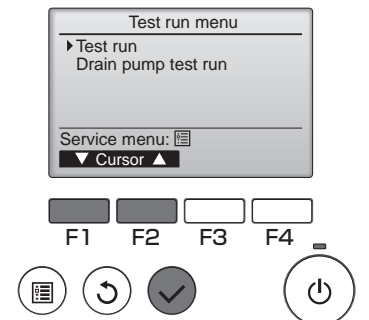 Test run menu
Test run
Drain pump test run
Service menu:
▼ Cursor ▲
F1 F2 F3 F4